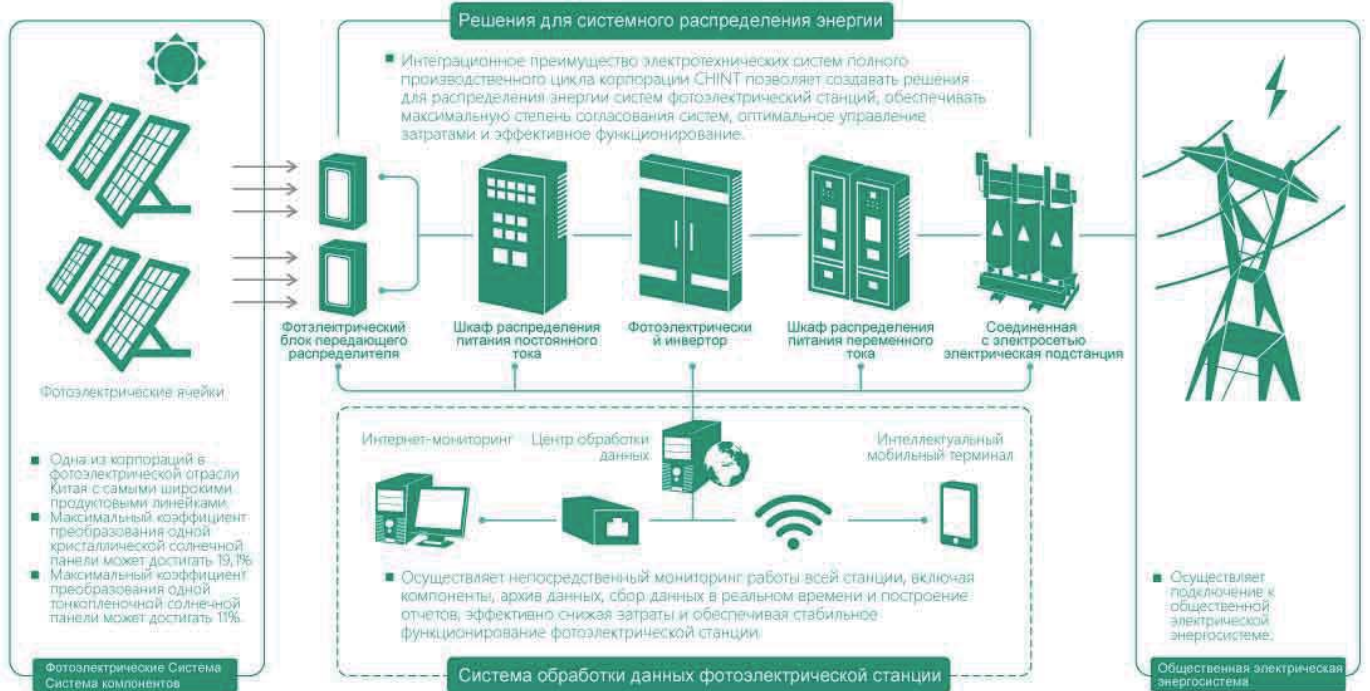 Решения для системного распределения энергии
■ Интеграционное преимущество электротехнических систем полного
производственного цикла корпорации CHINT позволяет создавать решения
для распределения энергии систем фотоэлектрический станций, обеспечивать
максимальную степень согласования систем, оптимальное управление
затратами и эффективное функционирование.
Фотоэлектрические ячейки
■ Одна из корпораций в
фотоэлектрической отрасли
Китая с самыми широкими
продуктовыми линейками.
■ Максимальный коэффициент
преобразования одной
кристаллической солнечной
панели может достигать 19,1%
■ Максимальный коэффициент
преобразования одной
тонкопленочной солнечной
панели может достигать 11%.
Фотоэлектрические Система
Система компонентов
Фотэлектрический
блок передающего
распределителя
Шкаф распределения
питания постоянного
тока
Фотоэлектрически
й инвертор
Шкаф распределения
питания переменного
тока
Соединенная
с электросетью
электрическая подстанция
Интернет-мониторинг
Центр обработки
данных
Интеллектуальный
мобильный терминал
■ Осуществляет непосредственный мониторинг работы всей станции, включая
компоненты, архив данных, сбор данных в реальном времени и построение
отчетов, эффективно снижая затраты и обеспечивая стабильное
функционирование фотоэлектрической станции.
Система обработки данных фотоэлектрической станции
■ Осуществляет
подключение к
общественной
электрической
энергосистеме.
Общественная электрическая
энергосистема